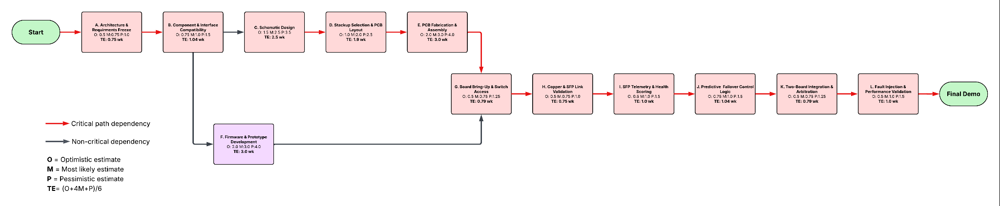 Start
A. Architecture &
Requirments Freeze
O: 0.5 M:0.75 P:1.0
TE: 0.75 wk
B. Component & Interface
Compatibility
O: 0.75 M:1.0 P:1.5
TE: 1.04 wk
C. Schematic Design
O: 1.5 M:2.5 P:3.5
TE: 2.5 wk
D. Stackup Selection & PCB
Layout
O: 1.0 M:2.0 P:2.5
TE: 1.9 wk
E. PCB Fabrication &
Assembly
O: 2.0 M:3.0 P:4.0
TE: 3.0 wk
G. Board Bring-Up & Switch
Access
O: 0.5 M:0.75 P:1.25
TE: 0.79 wk
H. Copper & SFP Link
Validation
O: 0.5 M:0.75 P:1.0
TE: 0.75 wk
I. SFP Telemetry & Health
Scoring
O: 0.5 M:1.0 P:1.5
TE: 1.0 wk
J. Predictive Failover Control
Logic
O: 0.75 M:1.0 P:1.5
TE: 1.04 wk
K. Two-Board Integration &
Arbitration
O: 0.5 M:0.75 P:1.25
TE: 0.79 wk
L. Fault Injection &
Performance Validation
O: 0.5 M:1.0 P:1.5
TE: 1.0 wk
Final Demo
F. Firmware & Prototype
Development
O: 2.0 M:3.0 P:4.0
TE: 3.0 wk
Critical path dependency
Non-critical dependency
O = Optimistic estimate
M = Most likely estimate
P = Pessimistic estimate
TE= (O+4M+P)/6